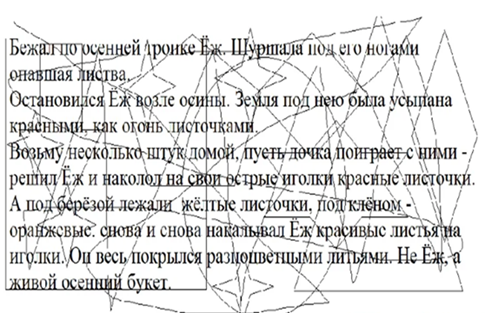 Бежал по осенней тропке Ёж. Шуршала под его ногами
опавшая листва.
Остановился Ёж возле осины. Земля под нею была усыпана
красными, как огонь листочками.
Возьму несколько штук домой, пусть дочка поиграет с ними -
решил Ёж и наколол на свои острые иголки красные листочки.
А под берёзой лежали жёлтые листочки, под клёном -
оранжевые. снова и снова накалывал Ёж красивые листья на
иголки. Он весь покрылся разноцветными литьями. Не Ёж, а
живой осенний букет.